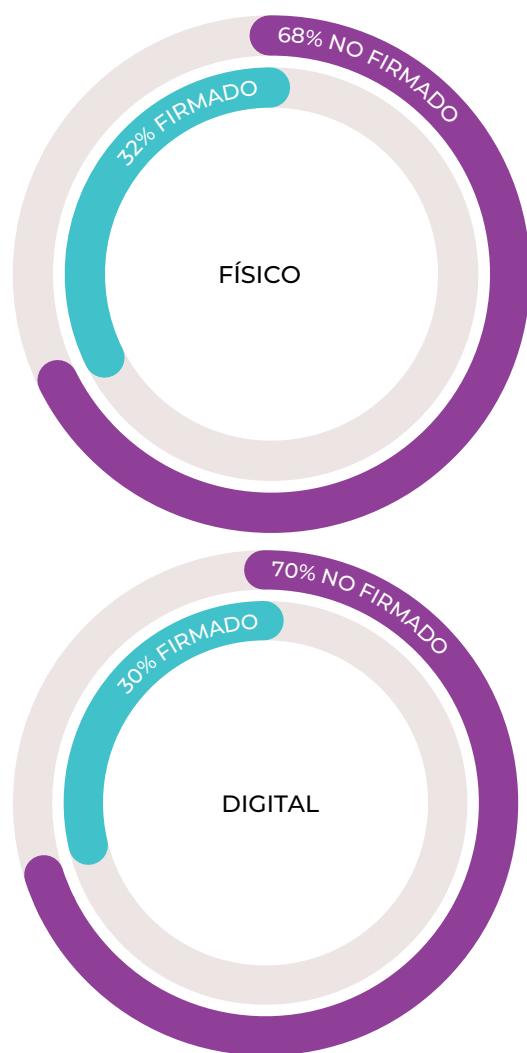 68% NO FIRMADO
32% FIRMADO
FÍSICO
70% NO FIRMADO
30% FIRMADO
DIGITAL